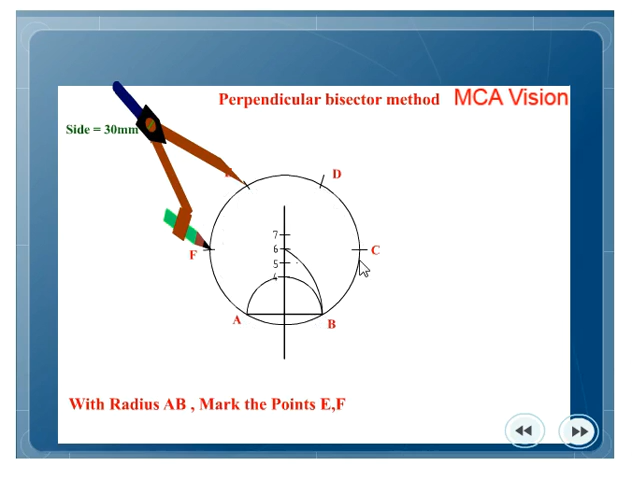 Perpendicular bisector method MCA Vision
Side = 30mm
D
7
F
6
C
5
4
A
B
With Radius AB , Mark the Points E,F